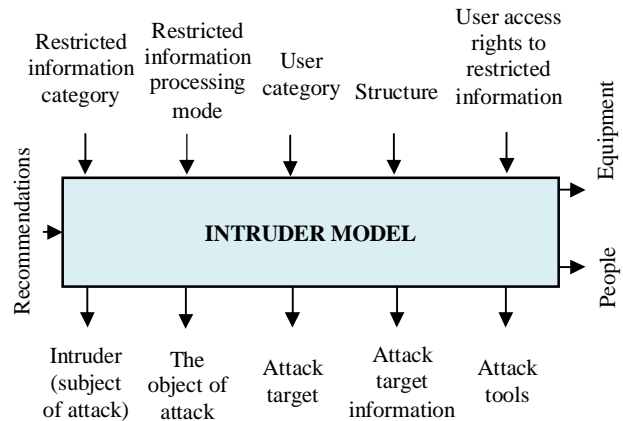 Restricted
information
category
Restricted
information
processing
mode
User
category
Structure
User access
rights to
restricted
information
Recommendations
INTRUDER MODEL
Equipment
People
Intruder
(subject
of attack)
The
object of
attack
Attack
target
Attack
target
information
Attack
tools